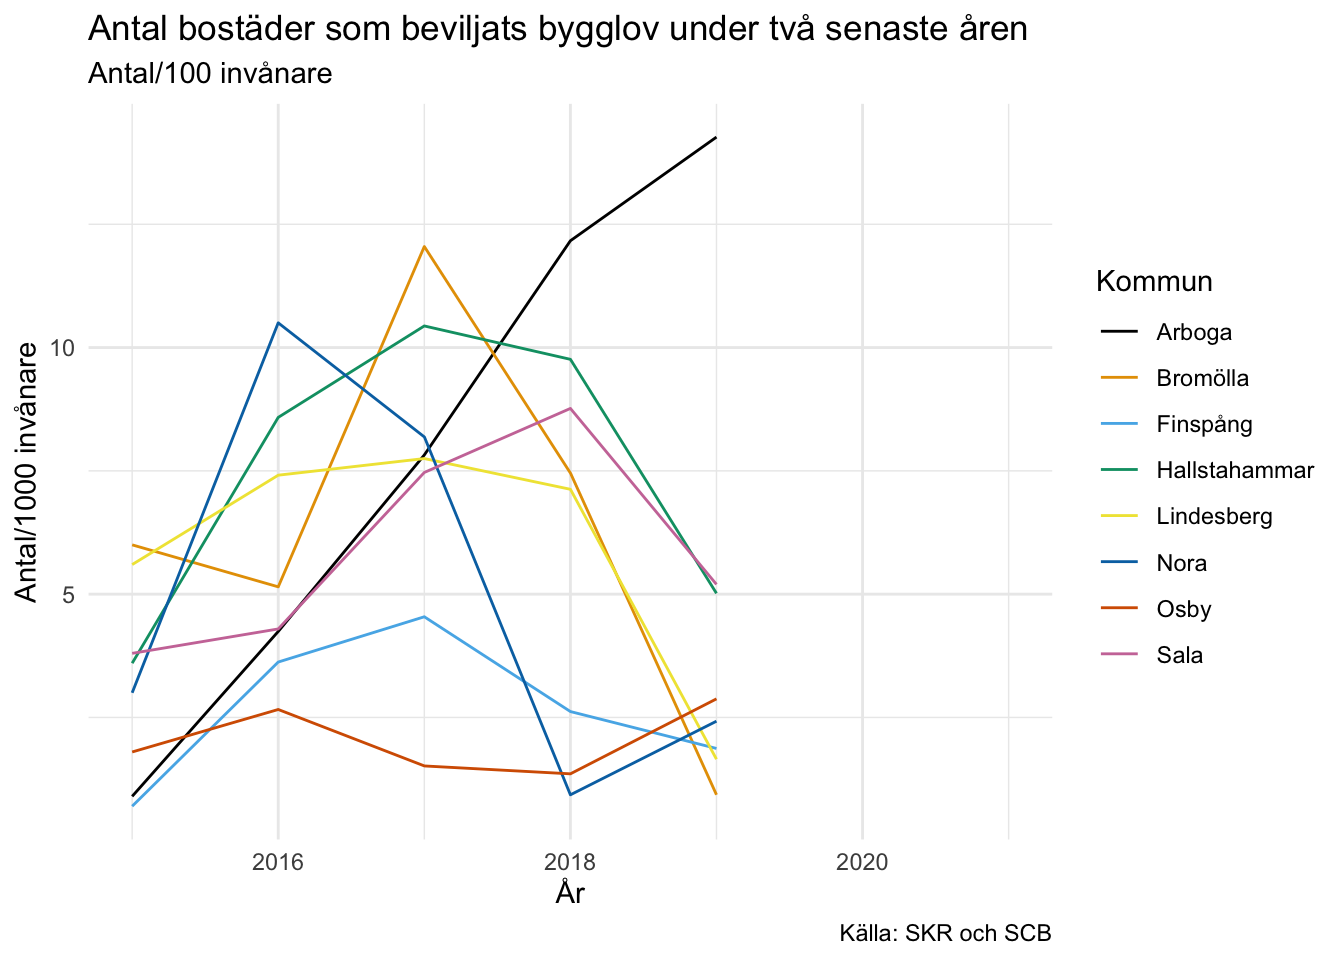 Antal bostäder som beviljats bygglov under två senaste åren
Antal/100 invånare
Antal/1000 invånare
10
5
2016
2018
2020
År
Kommun
Arboga
Bromölla
Finspång
Hallstahammar
Lindesberg
Nora
Osby
Sala
Källa: SKR och SCB